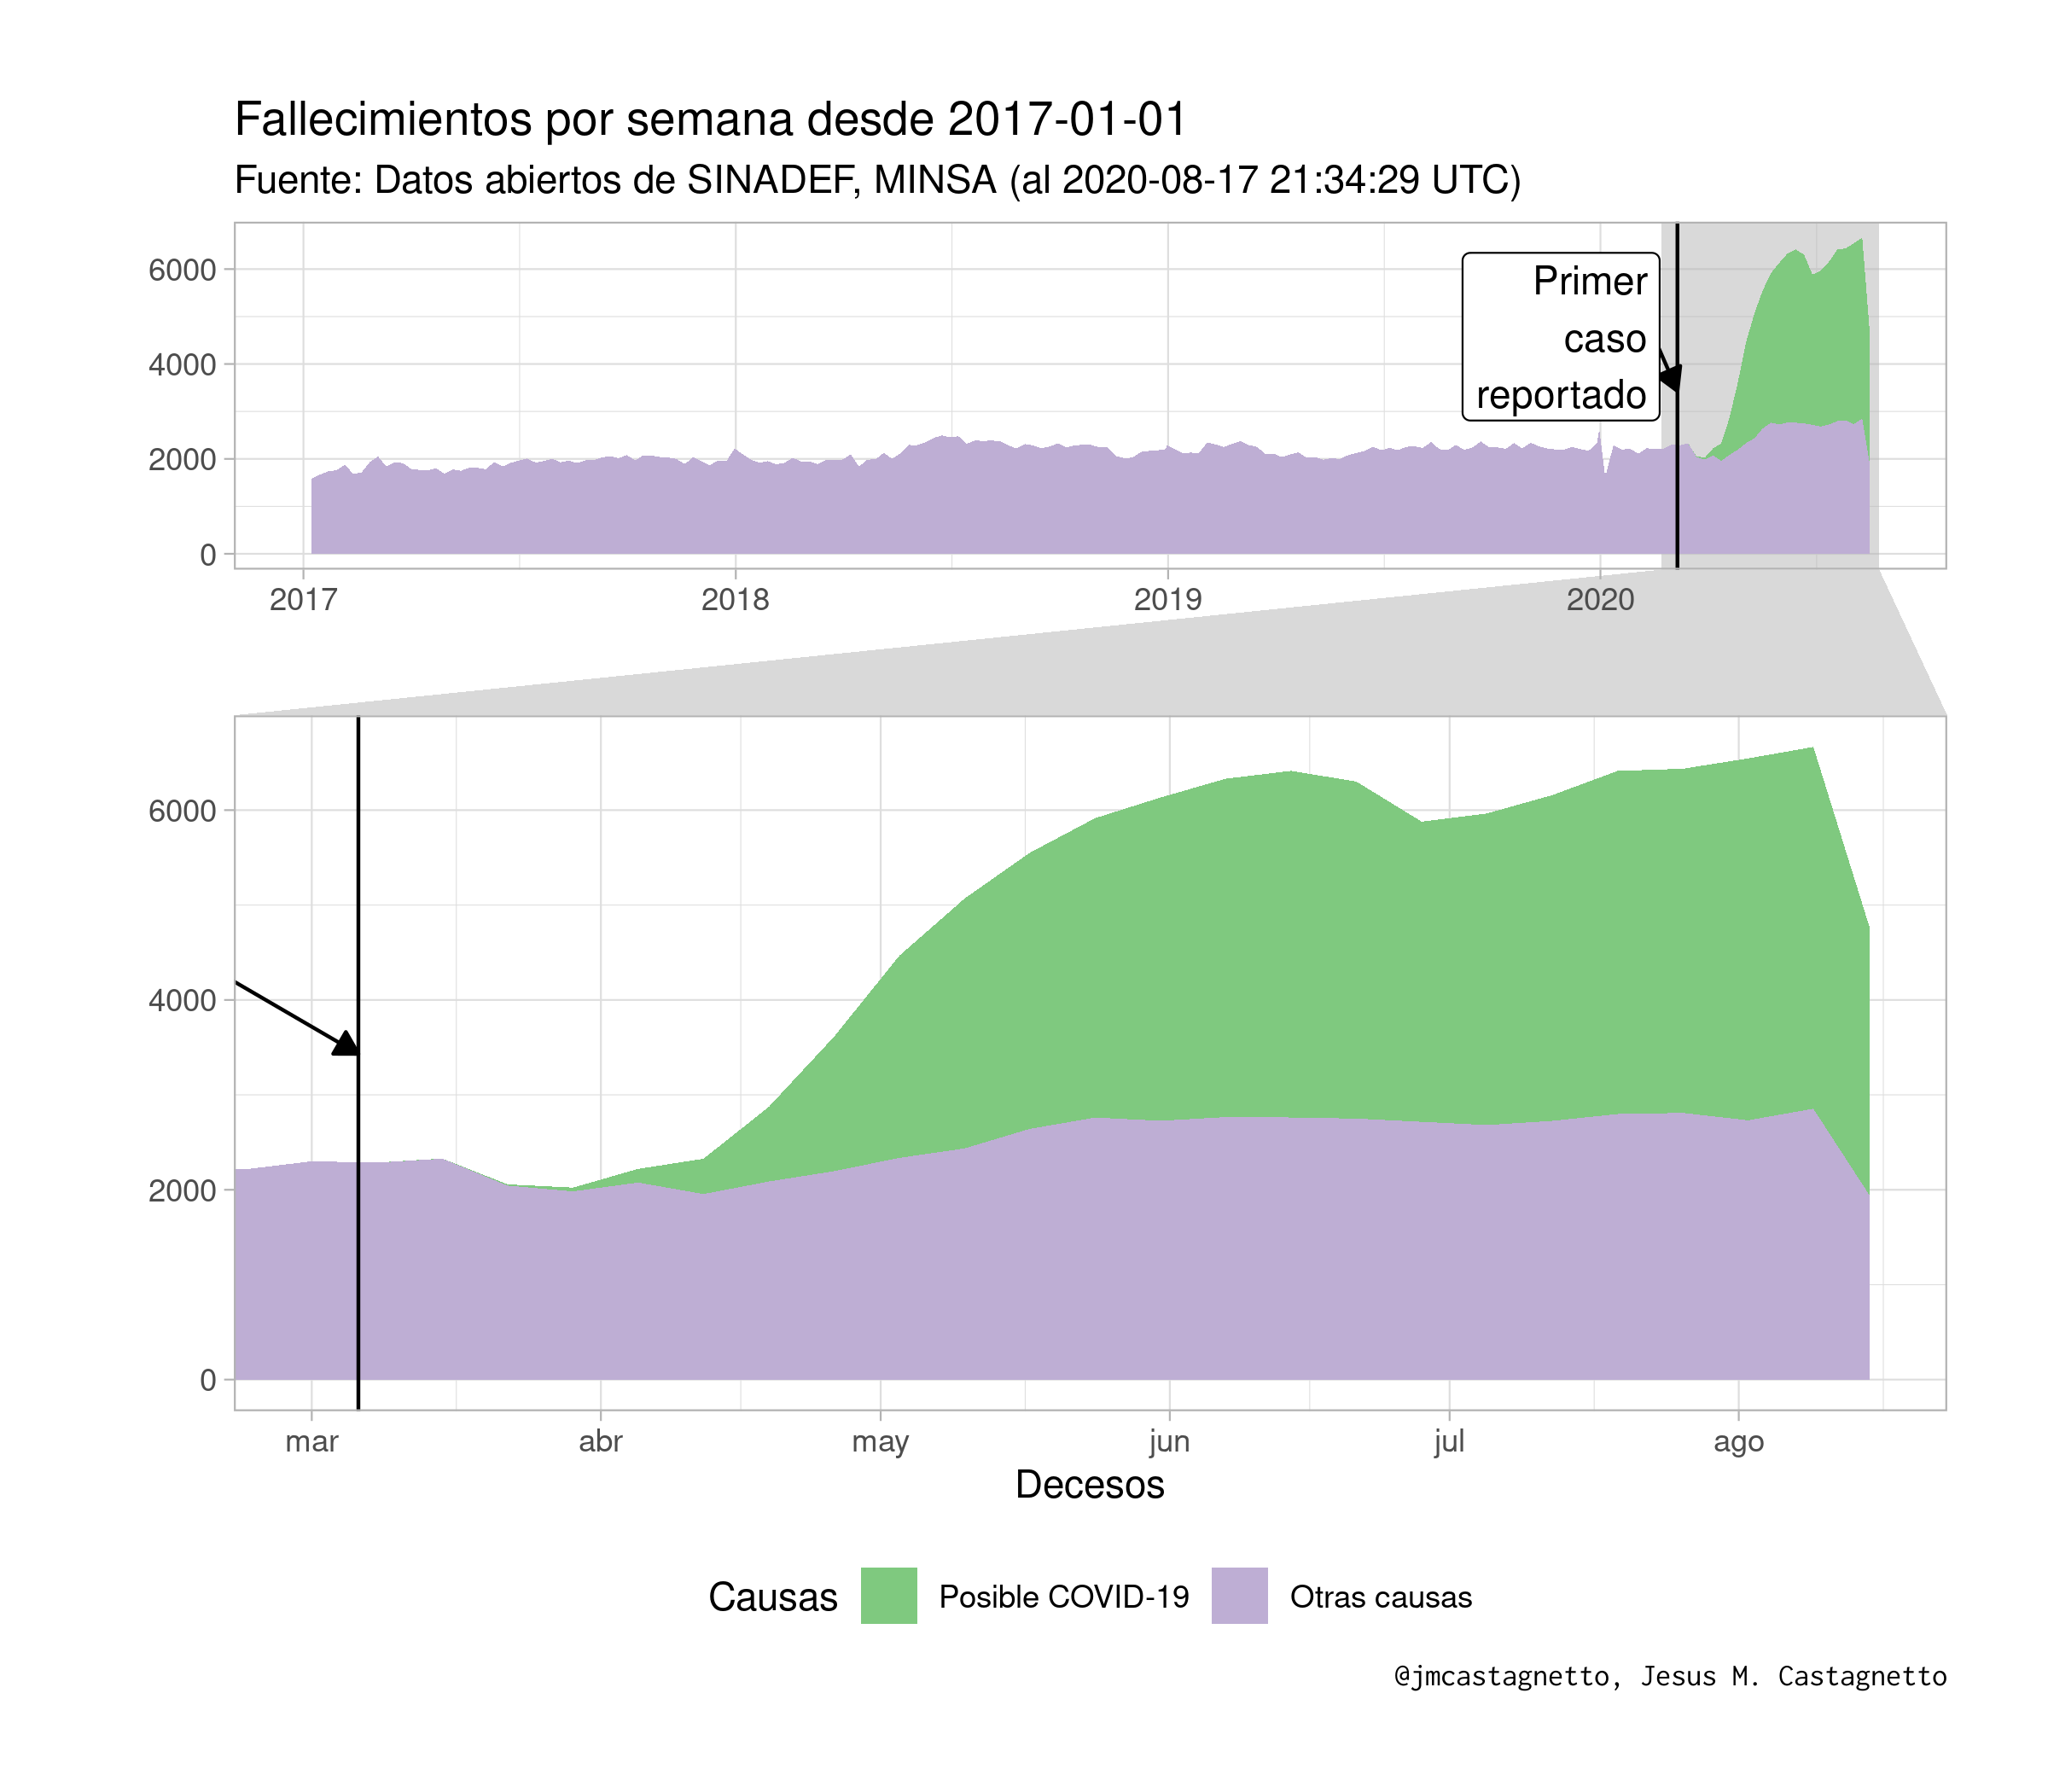 Fallecimientos por semana desde 2017-01-01
Fuente: Datos abiertos de SINADEF, MINSA (al 2020-08-17 21:34:29 UTC)
6000
4000
2000
0
Primer
caso
reportado
2017
2018
2019
2020
6000
4000
2000
0
mar
abr
may
jun
jul
ago
Decesos
Causas
Posible COVID-19
Otras causas
@jmcastagnetto, Jesus M. Castagnetto